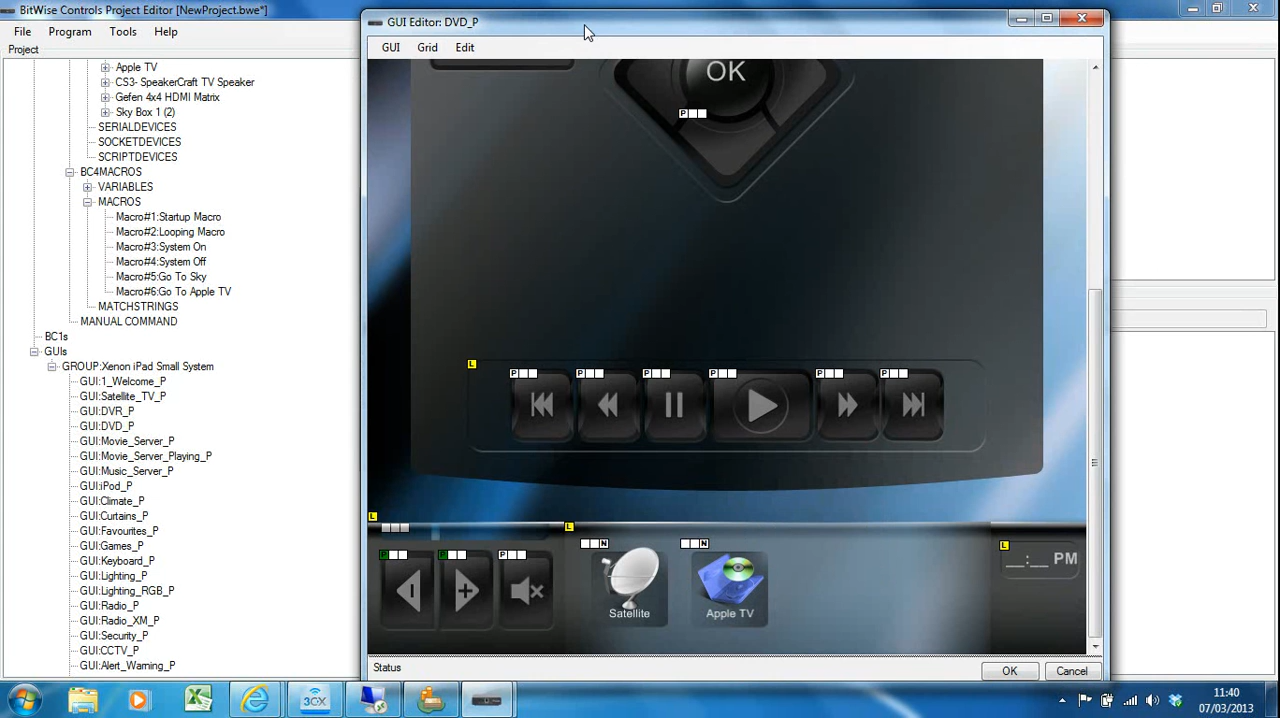 BitWise Controls Project Editor [NewProject.bwe*]
File Program Tools Help
Project
Apple TV
CS3- SpeakerCraft TV Speaker
Gefen 4x4 HDMI Matrix
Sky Box 1 (2)
SERIALDEVICES
SOCKETDEVICES
SCRIPTDEVICES
BC4MACROS
VARIABLES
MACROS
Macro#1:Startup Macro
Macro#2:Looping Macro
Macro#3:System On
Macro#4:System Off
Macro#5:Go To Sky
Macro#6:Go To Apple TV
MATCHSTRINGS
MANUAL COMMAND
BC1s
GUIs
GROUP:Xenon iPad Small System
GUI:1_Welcome_P
GUI:Satellite_TV_P
GUI:DVR_P
GUI:DVD_P
GUI:Movie_Server_P
GUI:Movie_Server_Playing_P
GUI:Music_Server_P
GUI:iPod_P
GUI:Climate_P
GUI:Curtains_P
GUI:Favourites_P
GUI:Games_P
GUI:Keyboard_P
GUI:Lighting_P
GUI:Lighting_RGB_P
GUI:Radio_P
GUI:Radio_XM_P
GUI:Security_P
GUI:CCTV_P
GUI:Alert_Warning_P
GUI Editor: DVD_P
GUI Grid Edit
OK
P
L
P P P P P P
L L
N N L
P P P
__:__ PM
Satellite Apple TV
Status
OK Cancel
3CX
11:40
07/03/2013